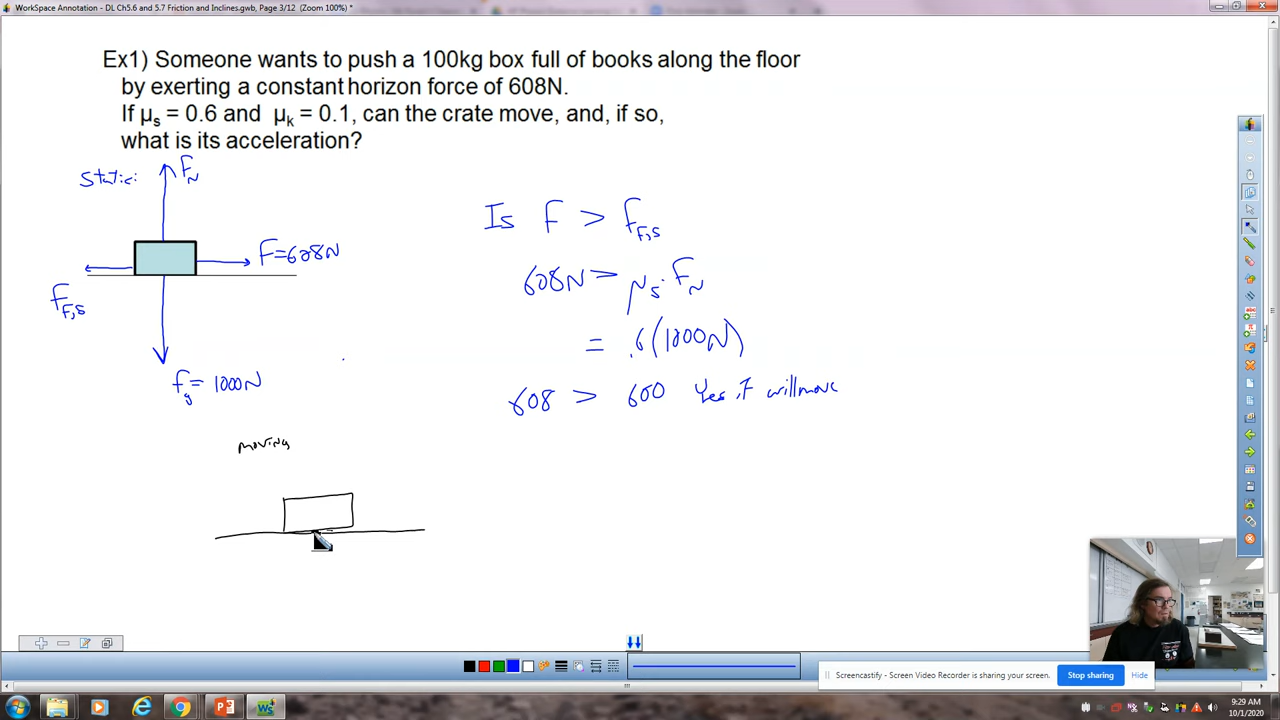 WorkSpace Annotation - DL Ch5.6 and 5.7 Friction and Inclines.gwb, Page 3/12 (Zoom 100%) *
Ex1) Someone wants to push a 100kg box full of books along the floor
by exerting a constant horizon force of 608N.
If μs = 0.6 and μk = 0.1, can the crate move, and, if so,
what is its acceleration?
Static:
FN
F=608N
FF,s
Fg = 1000N
Is F > FF,s
608N > μs · FN
= .6(1000N)
608 > 600 Yes it will move
moving
Screencastify - Screen Video Recorder is sharing your screen.
Stop sharing
Hide
9:29 AM
10/1/2020